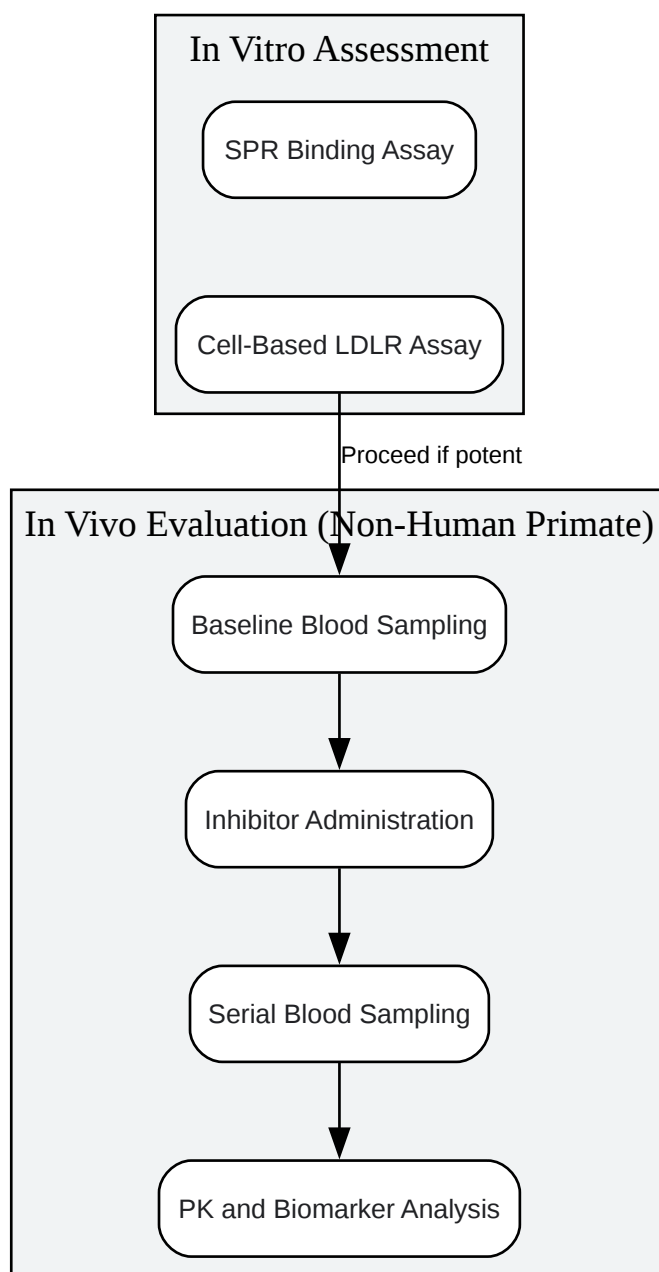 In Vitro Assessment
SPR Binding Assay
Cell-Based LDLR Assay
Proceed if potent
In Vivo Evaluation (Non-Human Primate)
Baseline Blood Sampling
Inhibitor Administration
Serial Blood Sampling
PK and Biomarker Analysis